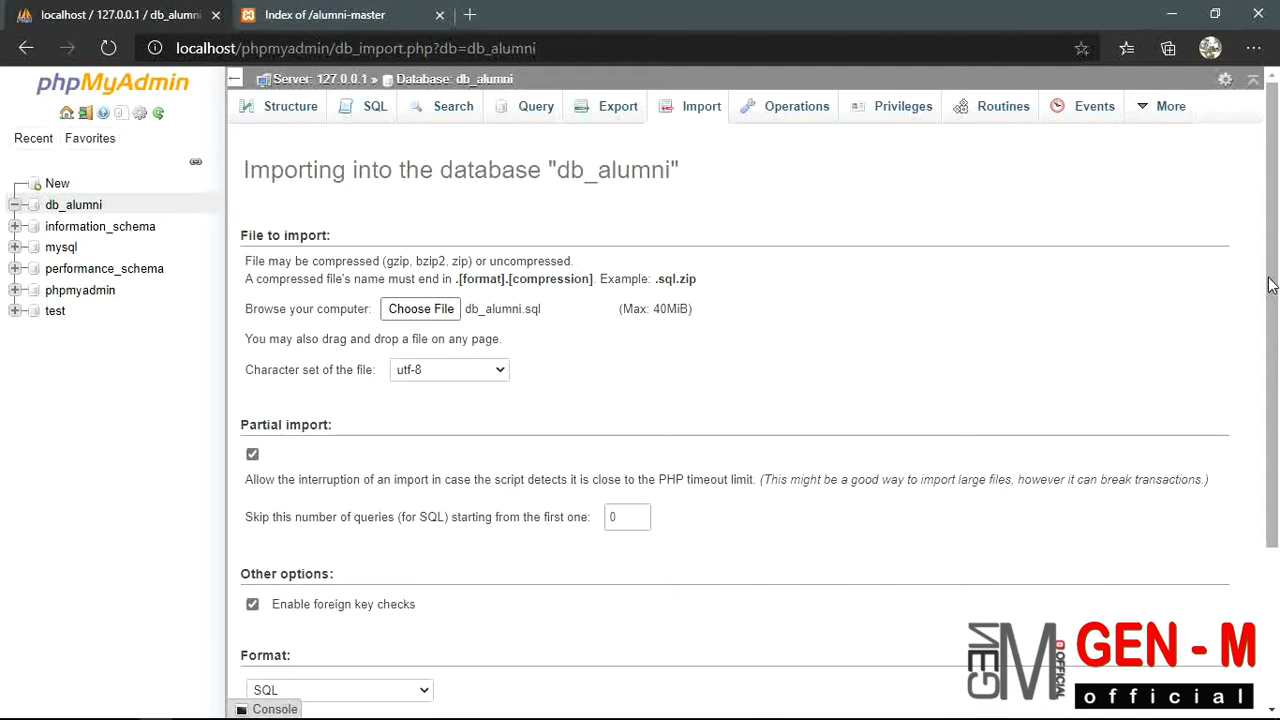 localhost / 127.0.0.1 / db_alumni
Index of /alumni-master
localhost/phpmyadmin/db_import.php?db=db_alumni
phpMyAdmin
Recent
Favorites
New
db_alumni
information_schema
mysql
performance_schema
phpmyadmin
test
Server: 127.0.0.1 » Database: db_alumni
Structure
SQL
Search
Query
Export
Import
Operations
Privileges
Routines
Events
More
Importing into the database "db_alumni"
File to import:
File may be compressed (gzip, bzip2, zip) or uncompressed.
A compressed file's name must end in .[format].[compression]. Example: .sql.zip
Browse your computer: Choose File db_alumni.sql (Max: 40MiB)
You may also drag and drop a file on any page.
Character set of the file: utf-8
Partial import:
Allow the interruption of an import in case the script detects it is close to the PHP timeout limit. (This might be a good way to import large files, however it can break transactions.)
Skip this number of queries (for SQL) starting from the first one: 0
Other options:
Enable foreign key checks
Format:
SQL
Console
GEN M OFFICIAL
GEN - M
official